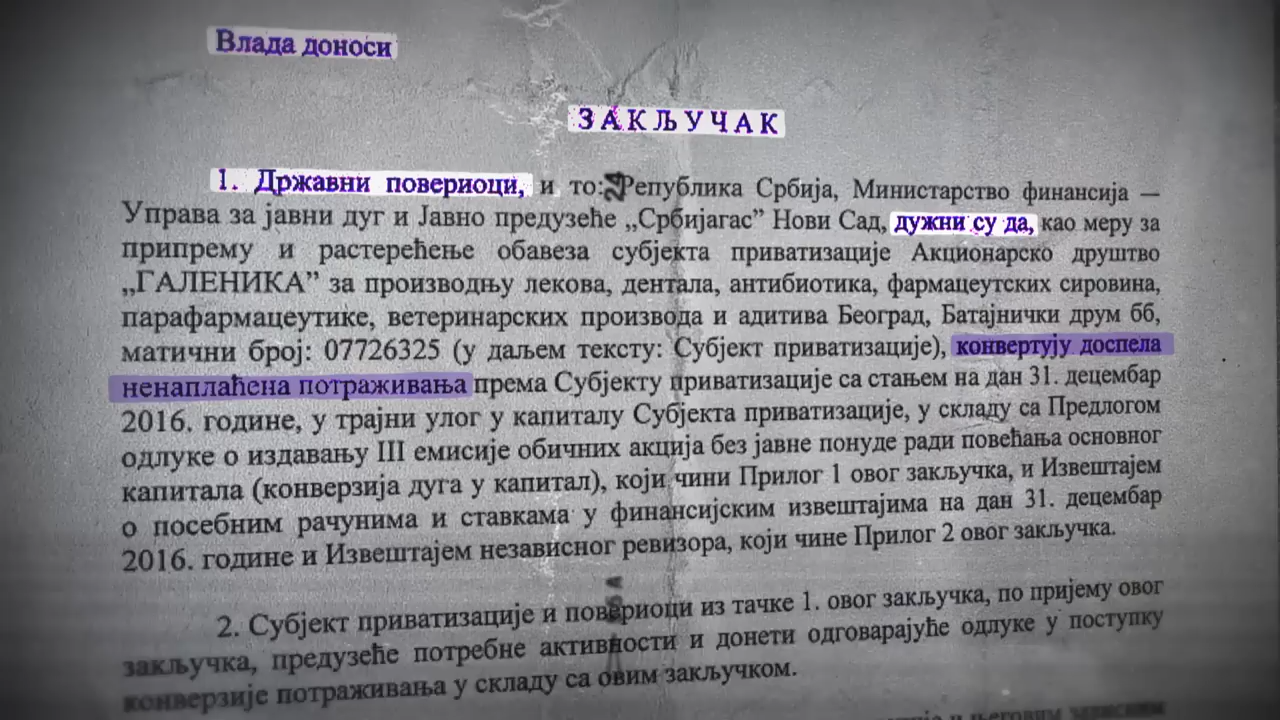 Влада доноси
З А К Љ У Ч А К
1. Државни повериоци, и то: Република Србија, Министарство финансија —
Управа за јавни дуг и Јавно предузеће „Србијагас” Нови Сад, дужни су да, као меру за
припрему и растерећење обавеза субјекта приватизације Акционарско друштво
„ГАЛЕНИКА” за производњу лекова, дентала, антибиотика, фармацеутских сировина,
парафармацеутике, ветеринарских производа и адитива Београд, Батајнички друм бб,
матични број: 07726325 (у даљем тексту: Субјект приватизације), конвертују доспела
ненаплаћена потраживања према Субјекту приватизације са стањем на дан 31. децембар
2016. године, у трајни улог у капиталу Субјекта приватизације, у складу са Предлогом
одлуке о издавању III емисије обичних акција без јавне понуде ради повећања основног
капитала (конверзија дуга у капитал), који чини Прилог 1 овог закључка, и Извештајем
о посебним рачунима и ставкама у финансијским извештајима на дан 31. децембар
2016. године и Извештајем независног ревизора, који чине Прилог 2 овог закључка.
2. Субјект приватизације и повериоци из тачке 1. овог закључка, по пријему овог
закључка, предузеће потребне активности и донети одговарајуће одлуке у поступку
конверзије потраживања у складу са овим закључком.